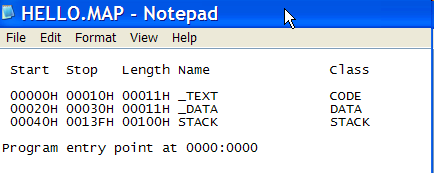 HELLO.MAP - Notepad
File Edit Format View Help
Start Stop Length Name Class
00000H 00010H 00011H _TEXT CODE
00020H 00030H 00011H _DATA DATA
00040H 0013FH 00100H STACK STACK
Program entry point at 0000:0000